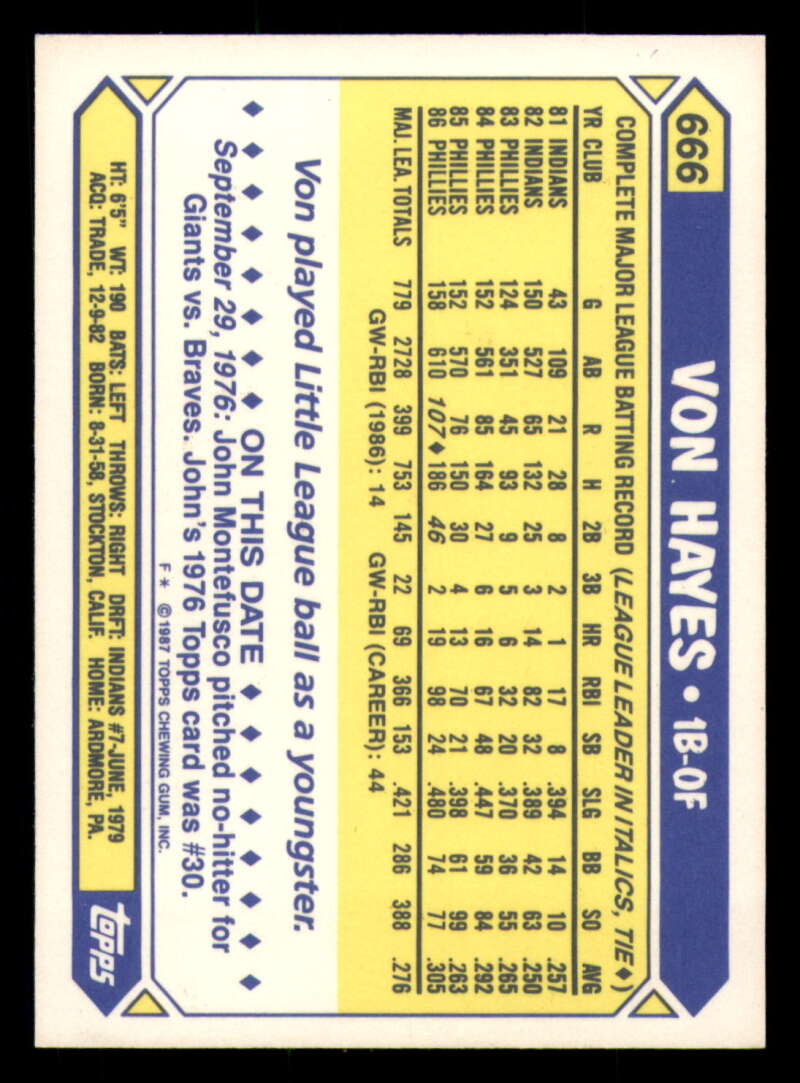 666 VON HAYES • 1B-OF
COMPLETE MAJOR LEAGUE BATTING RECORD (LEAGUE LEADER IN ITALICS, TIE ♦)
YR CLUB G AB R H 2B 3B HR RBI SB SLG BB SO AVG
81 INDIANS 43 109 21 28 8 2 1 17 8 .394 14 10 .257
82 INDIANS 150 527 65 132 25 3 14 82 32 .389 42 63 .250
83 PHILLIES 124 351 45 93 9 5 6 32 20 .370 36 55 .265
84 PHILLIES 152 561 85 164 27 6 16 67 48 .447 59 84 .292
85 PHILLIES 152 570 76 150 30 4 13 70 21 .398 61 99 .263
86 PHILLIES 158 610 107♦ 186 46 2 19 98 24 .480 74 77 .305
MAJ. LEA. TOTALS 779 2728 399 753 145 22 69 366 153 .421 286 388 .276
GW-RBI (1986): 14 GW-RBI (CAREER): 44
Von played Little League ball as a youngster.
♦ ♦ ♦ ♦ ♦ ♦ ♦ ♦ ON THIS DATE ♦ ♦ ♦ ♦ ♦ ♦ ♦ ♦
September 29, 1976: John Montefusco pitched no-hitter for
Giants vs. Braves. John's 1976 Topps card was #30.
F* ©1987 TOPPS CHEWING GUM, INC.
HT: 6'5" WT: 190 BATS: LEFT THROWS: RIGHT DRFT: INDIANS #7-JUNE, 1979
ACQ: TRADE, 12-9-82 BORN: 8-31-58, STOCKTON, CALIF. HOME: ARDMORE, PA.
topps